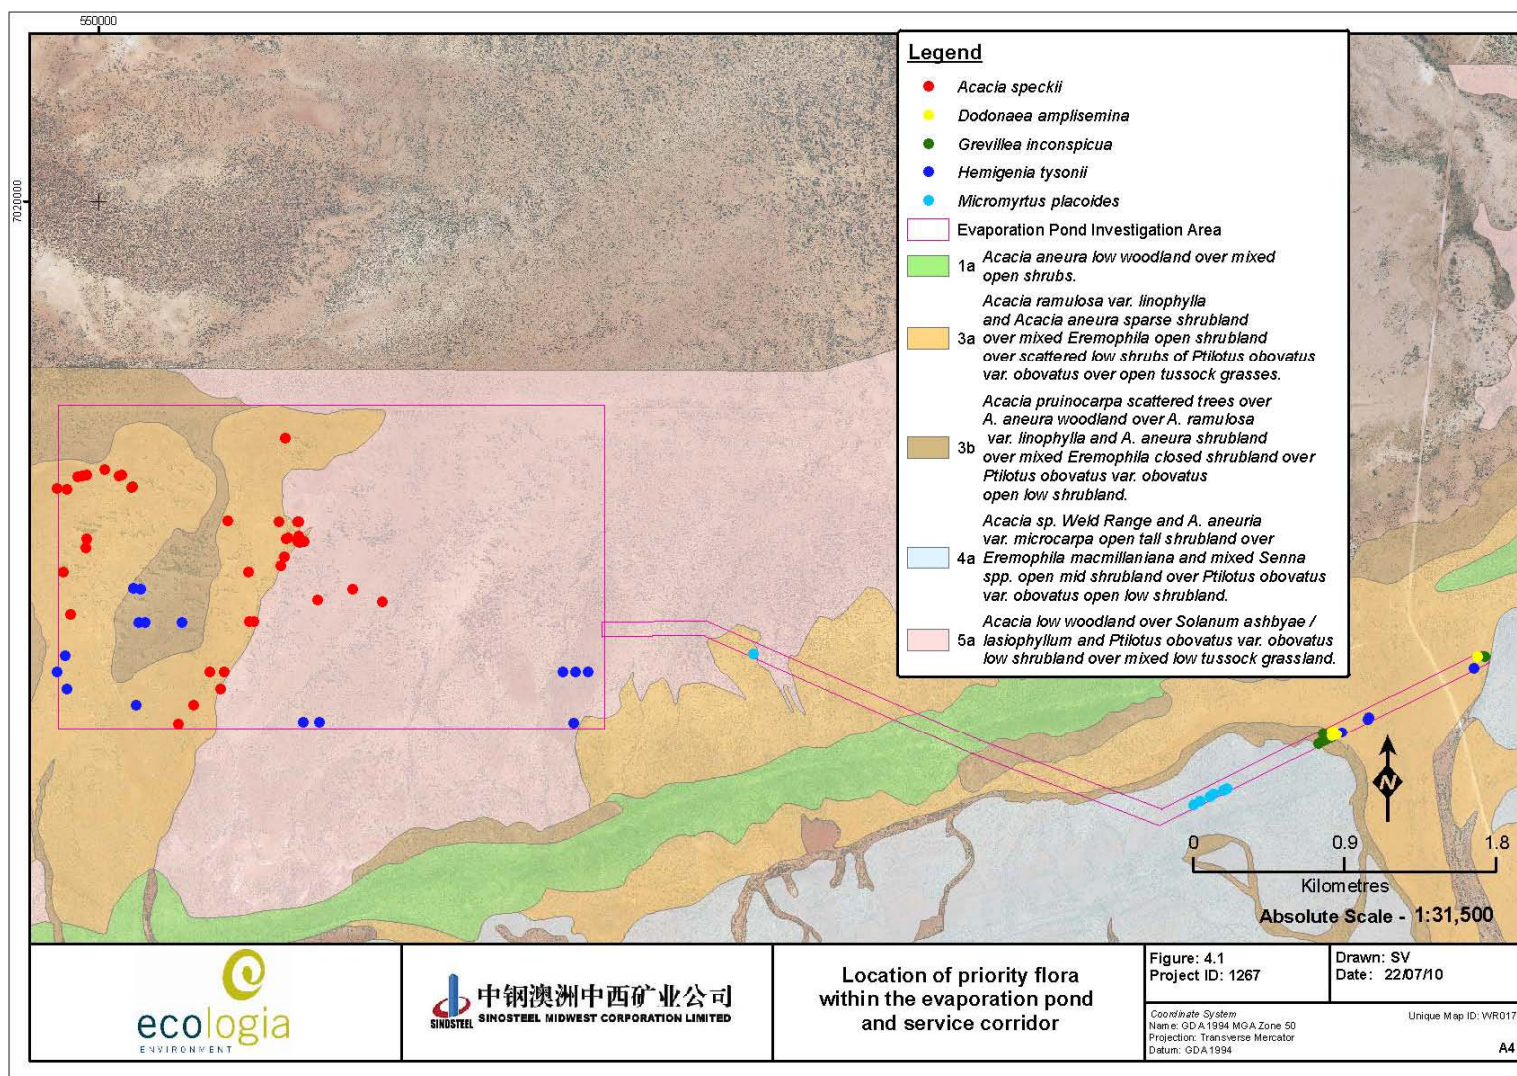 550000
7020000
Legend
Acacia speckii
Dodonaea amplisemina
Grevillea inconspicua
Hemigenia tysonii
Micromyrtus placoides
Evaporation Pond Investigation Area
1a Acacia aneura low woodland over mixed
open shrubs.
Acacia ramulosa var. linophylla
and Acacia aneura sparse shrubland
3a over mixed Eremophila open shrubland
over scattered low shrubs of Ptilotus obovatus
var. obovatus over open tussock grasses.
Acacia pruinocarpa scattered trees over
A. aneura woodland over A. ramulosa
var. linophylla and A. aneura shrubland
3b over mixed Eremophila closed shrubland over
Ptilotus obovatus var. obovatus
open low shrubland.
Acacia sp. Weld Range and A. aneuria
var. microcarpa open tall shrubland over
4a Eremophila macmillaniana and mixed Senna
spp. open mid shrubland over Ptilotus obovatus
var. obovatus open low shrubland.
Acacia low woodland over Solanum ashbyae /
5a lasiophyllum and Ptilotus obovatus var. obovatus
low shrubland over mixed low tussock grassland.
N
0 0.9 1.8
Kilometres
Absolute Scale - 1:31,500
ecologia
ENVIRONMENT
SINOSTEEL
中钢澳洲中西矿业公司
SINOSTEEL MIDWEST CORPORATION LIMITED
Location of priority flora
within the evaporation pond
and service corridor
Figure: 4.1
Project ID: 1267
Drawn: SV
Date: 22/07/10
Coordinate System
Name: GDA 1994 MGA Zone 50
Projection: Transverse Mercator
Datum: GDA 1994
Unique Map ID: WR017
A4